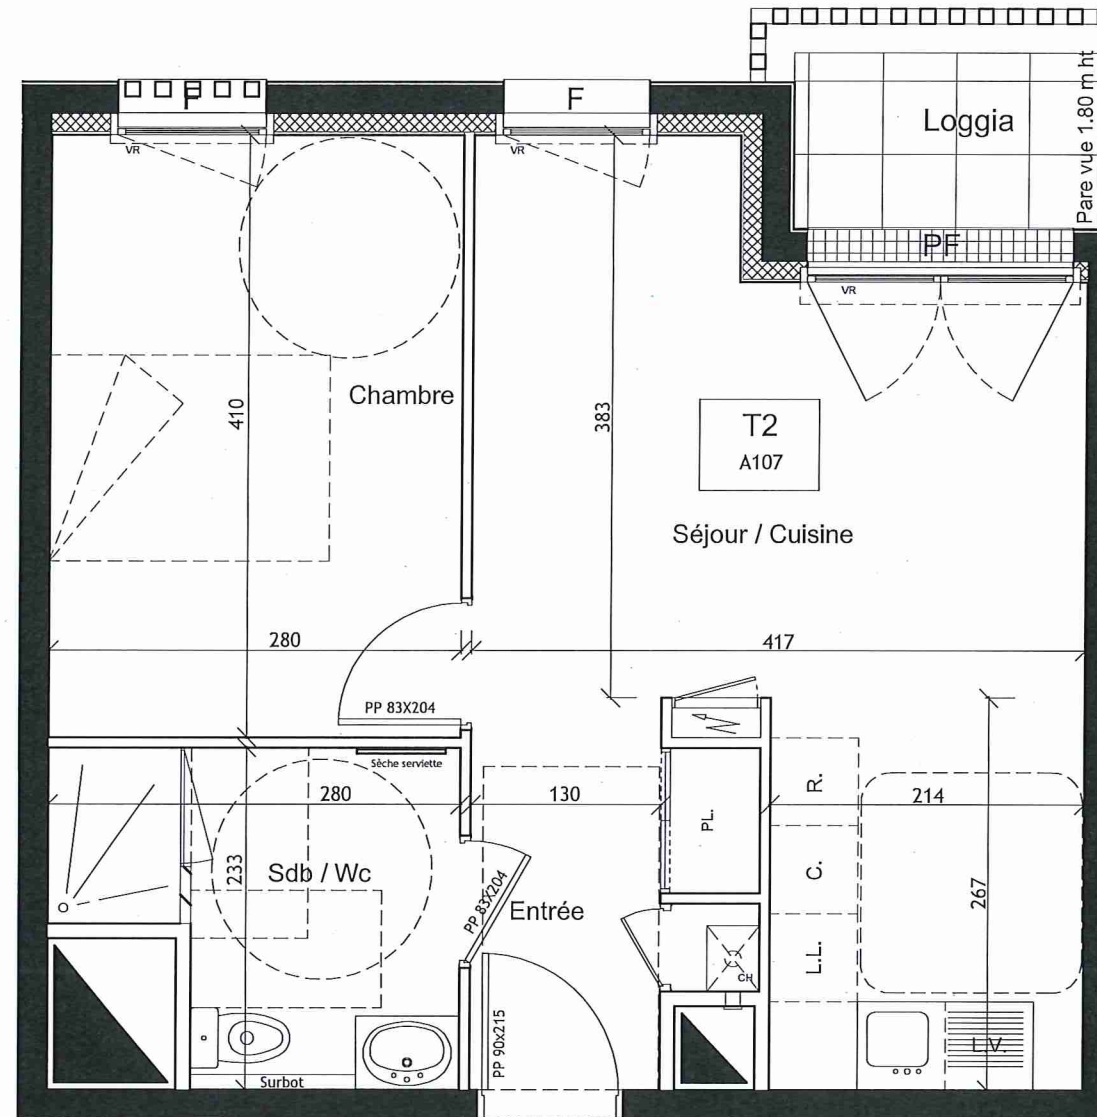 F
F
Loggia
Pare vue 1.80 m ht
VR
VR
PF
VR
Chambre
410
383
T2
A107
Séjour / Cuisine
280
417
PP 83X204
Sèche serviette
280
130
PL.
R.
214
233
Sdb / Wc
PP 83X204
Entrée
C.
267
L.L.
CH
PP 90x215
Surbot
L.V.